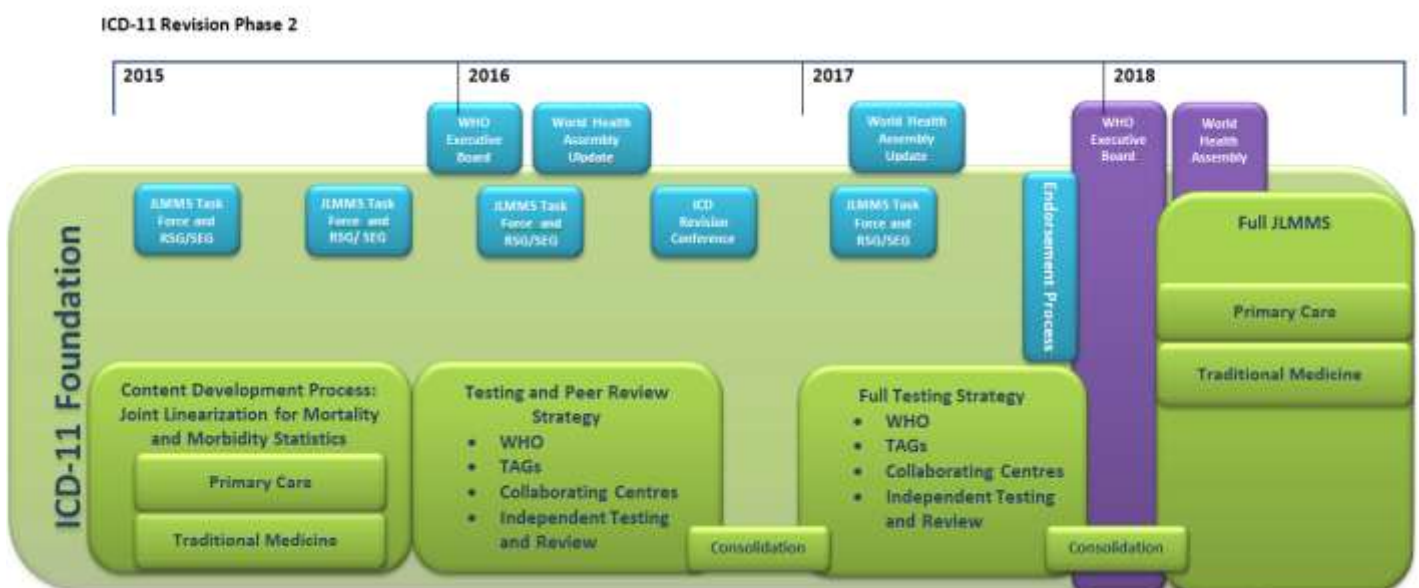 ICD-11 Revision Phase 2
2015
2016
2017
2018
WHO
Executive
Board
World Health
Assembly
Update
World Health
Assembly
Update
WHO
Executive
Board
World
Health
Assembly
JLMMS Task
Force and
RSG/SEG
JLMMS Task
Force and
RSG/ SEG
JLMMS Task
Force and
RSG/SEG
ICD
Revision
Conference
JLMMS Task
Force and
RSG/SEG
Endorsement Process
Full JLMMS
Primary Care
Traditional Medicine
ICD-11 Foundation
Content Development Process:
Joint Linearization for Mortality
and Morbidity Statistics
Primary Care
Traditional Medicine
Testing and Peer Review
Strategy
• WHO
• TAGs
• Collaborating Centres
• Independent Testing
and Review
Consolidation
Full Testing Strategy
• WHO
• TAGs
• Collaborating Centres
• Independent Testing
and Review
Consolidation